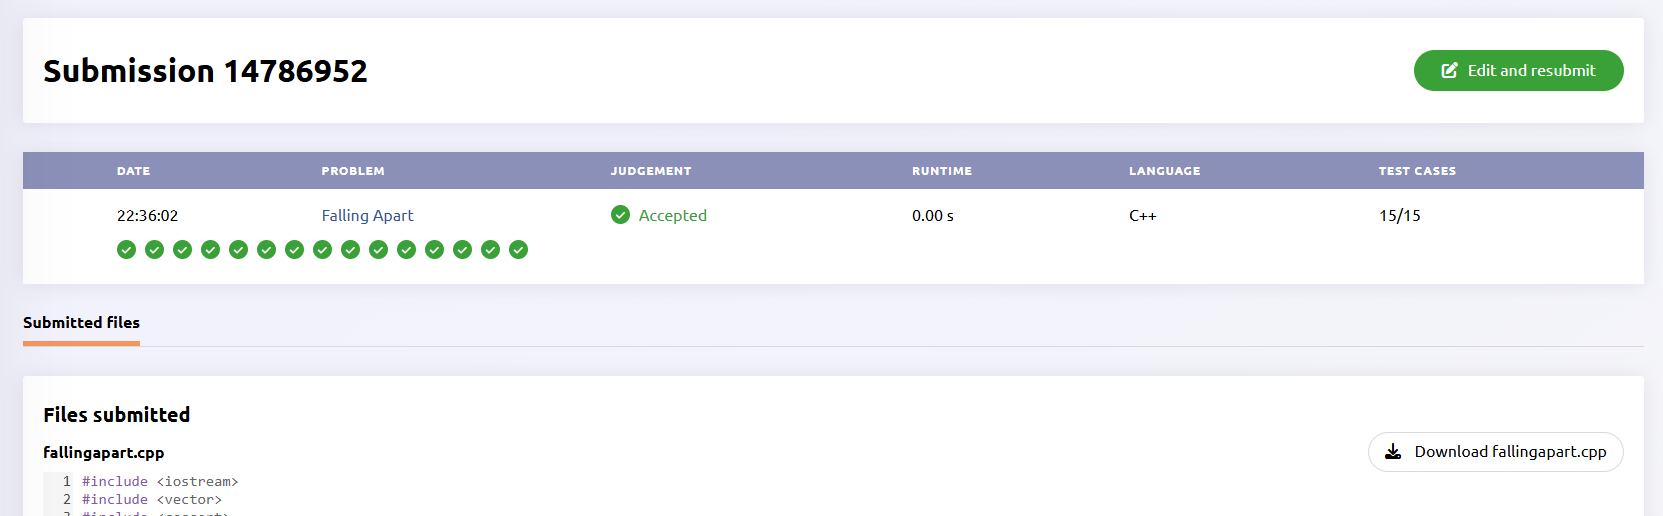 Submission 14786952
Edit and resubmit
DATE PROBLEM JUDGEMENT RUNTIME LANGUAGE TEST CASES
22:36:02 Falling Apart Accepted 0.00 s C++ 15/15
Submitted files
Files submitted
fallingapart.cpp
Download fallingapart.cpp
1 #include <iostream>
2 #include <vector>